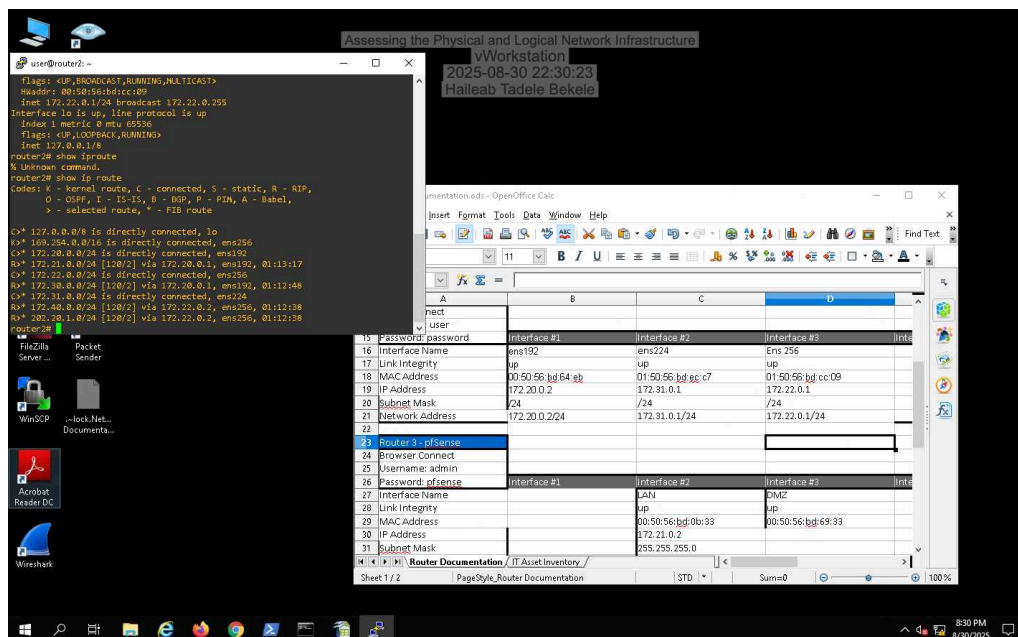 Assessing the Physical and Logical Network Infrastructure
vWorkstation
2025-08-30 22:30:23
Haileab Tadele Bekele
user@router2: ~
flags: <UP,BROADCAST,RUNNING,MULTICAST>
HWaddr: 00:50:56:bd:cc:09
inet 172.22.0.1/24 broadcast 172.22.0.255
Interface lo is up, line protocol is up
index 1 metric 0 mtu 65536
flags: <UP,LOOPBACK,RUNNING>
inet 127.0.0.1/8
router2# show iproute
% Unknown command.
router2# show ip route
Codes: K - kernel route, C - connected, S - static, R - RIP,
O - OSPF, I - IS-IS, B - BGP, P - PIM, A - Babel,
> - selected route, * - FIB route
C>* 127.0.0.0/8 is directly connected, lo
K>* 169.254.0.0/16 is directly connected, ens256
C>* 172.20.0.0/24 is directly connected, ens192
R>* 172.21.0.0/24 [120/2] via 172.20.0.1, ens192, 01:13:17
C>* 172.22.0.0/24 is directly connected, ens256
R>* 172.30.0.0/24 [120/2] via 172.20.0.1, ens192, 01:12:48
C>* 172.31.0.0/24 is directly connected, ens224
R>* 172.40.0.0/24 [120/2] via 172.22.0.2, ens256, 01:12:38
R>* 202.20.1.0/24 [120/2] via 172.22.0.2, ens256, 01:12:38
router2#
umentation.ods - OpenOffice Calc
Insert Format Tools Data Window Help
Find Text
11
A B C D
nect
user
15 Password: password Interface #1 Interface #2 Interface #3 Inte
16 Interface Name ens192 ens224 Ens 256
17 Link Integrity up up up
18 MAC Address 00:50:56:bd:64:eb 01:50:56:bd:ec:c7 01:50:56:bd:cc:09
19 IP Address 172.20.0.2 172.31.0.1 172.22.0.1
20 Subnet Mask /24 /24 /24
21 Network Address 172.20.0.2/24 172.31.0.1/24 172.22.0.1/24
22
23 Router 3 - pfSense
24 Browser Connect
25 Username: admin
26 Password: pfsense Interface #1 Interface #2 Interface #3 Inte
27 Interface Name LAN DMZ
28 Link Integrity up up
29 MAC Address 00:50:56:bd:0b:33 00:50:56:bd:69:33
30 IP Address 172.21.0.2
31 Subnet Mask 255.255.255.0
Router Documentation IT Asset Inventory
Sheet 1 / 2 PageStyle_Router Documentation STD * Sum=0 100%
FileZilla Server ...
Packet Sender
WinSCP
.~lock.Net... Documenta...
Acrobat Reader DC
Wireshark
8:30 PM
8/30/2025